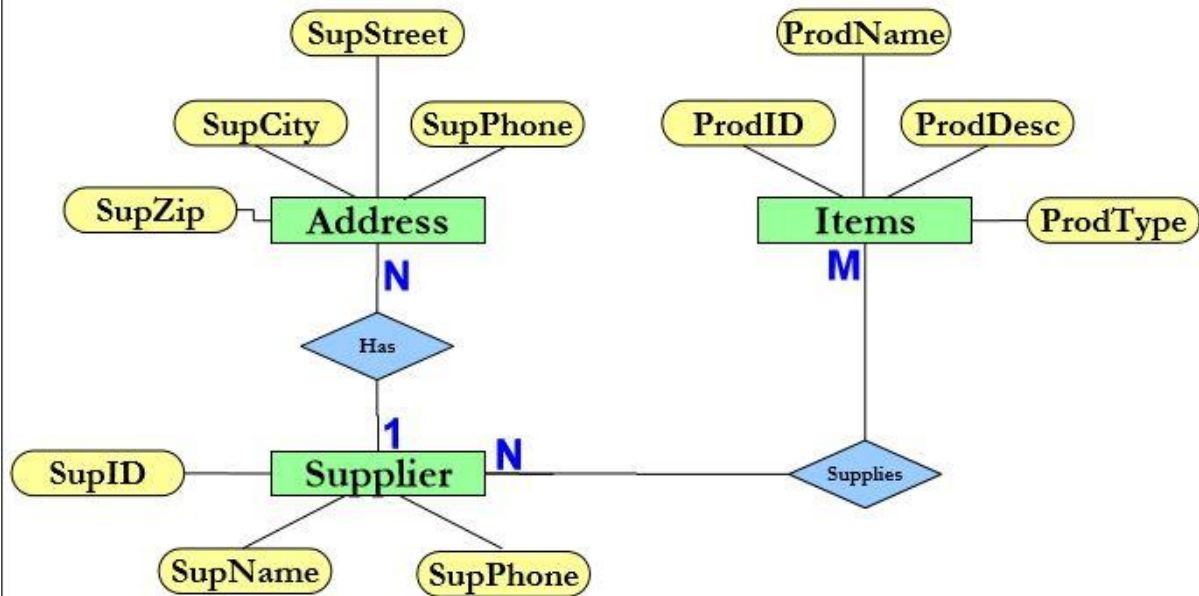 SupStreet
ProdName
SupCity
SupPhone
ProdID
ProdDesc
SupZip
Address
Items
ProdType
N
M
Has
1
N
SupID
Supplier
Supplies
SupName
SupPhone